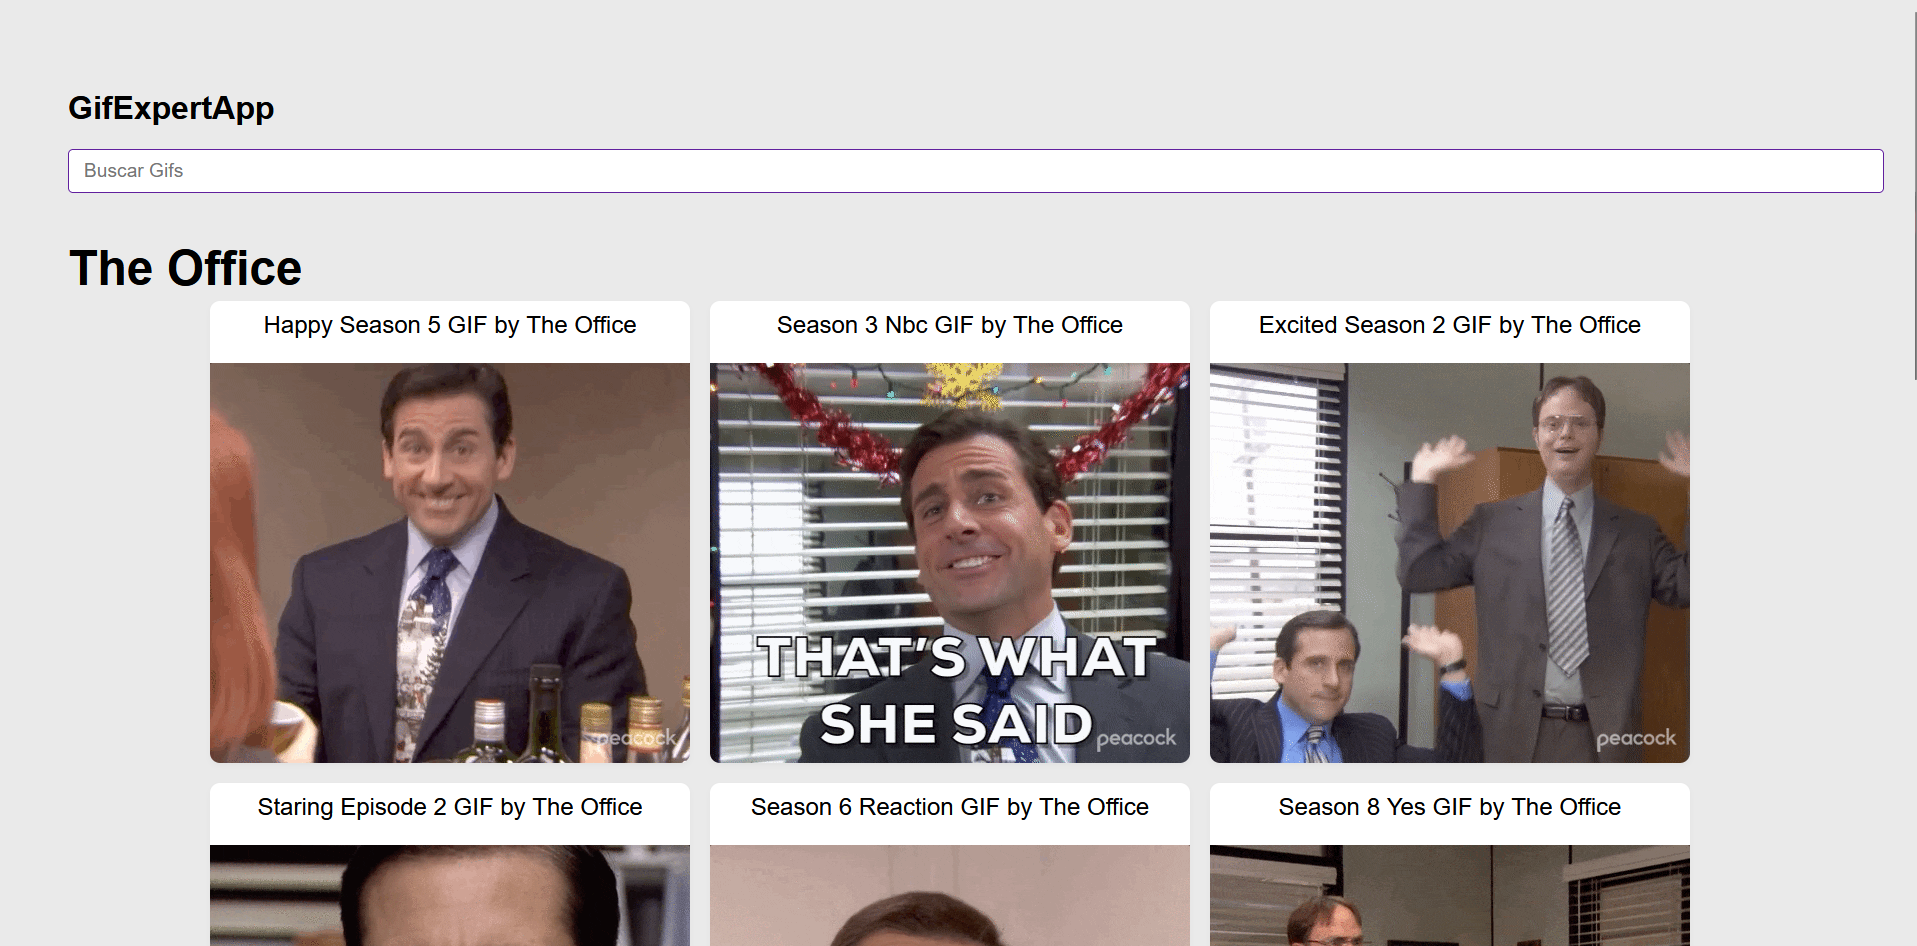 GifExpertApp
Buscar Gifs
The Office
Happy Season 5 GIF by The Office
Season 3 Nbc GIF by The Office
Excited Season 2 GIF by The Office
peacock
THAT'S WHAT
SHE SAID
peacock
peacock
Staring Episode 2 GIF by The Office
Season 6 Reaction GIF by The Office
Season 8 Yes GIF by The Office